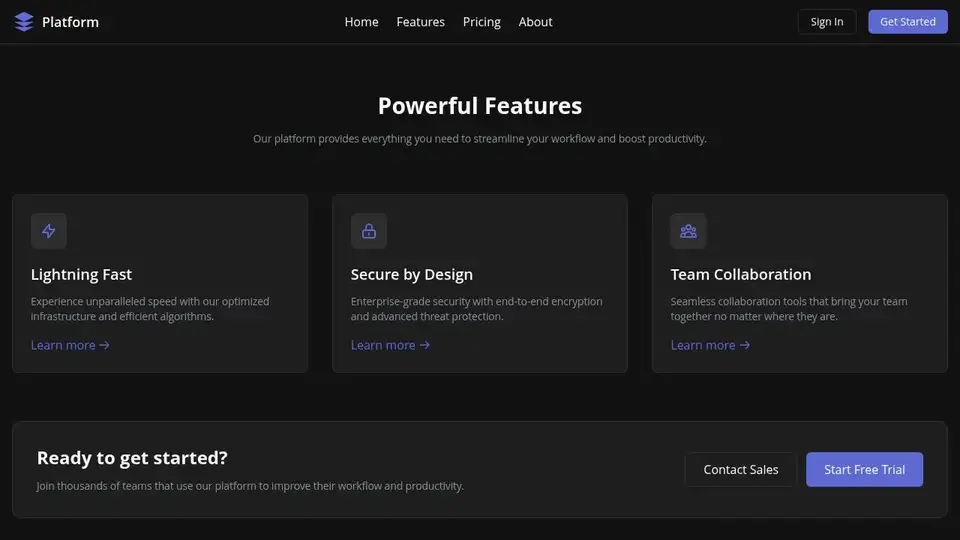 Platform
Home
Features
Pricing
About
Sign In
Get Started
Powerful Features
Our platform provides everything you need to streamline your workflow and boost productivity.
Lightning Fast
Experience unparalleled speed with our optimized
infrastructure and efficient algorithms.
Learn more →
Secure by Design
Enterprise-grade security with end-to-end encryption
and advanced threat protection.
Learn more →
Team Collaboration
Seamless collaboration tools that bring your team
together no matter where they are.
Learn more →
Ready to get started?
Join thousands of teams that use our platform to improve their workflow and productivity.
Contact Sales
Start Free Trial